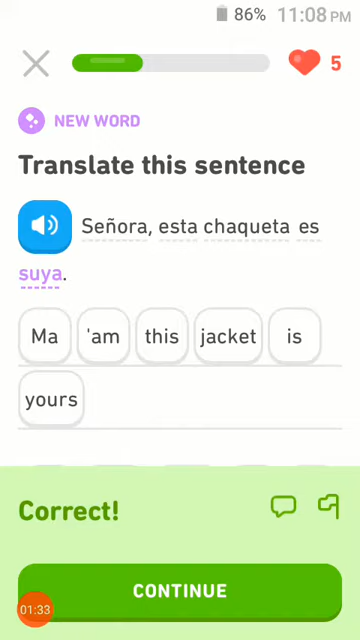 86% 11:08 PM
5
NEW WORD
Translate this sentence
Señora, esta chaqueta es
suya.
Ma 'am this jacket is
yours
Correct!
CONTINUE
01:33